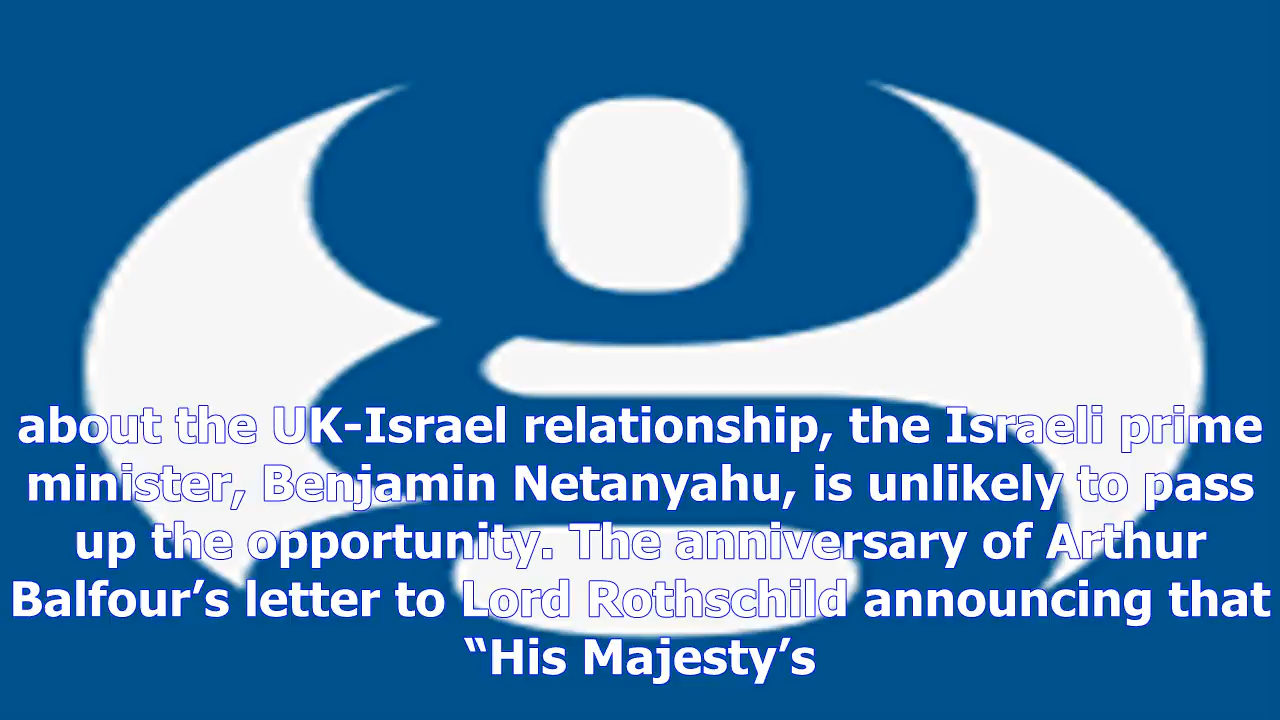 about the UK-Israel relationship, the Israeli prime
minister, Benjamin Netanyahu, is unlikely to pass
up the opportunity. The anniversary of Arthur
Balfour’s letter to Lord Rothschild announcing that
“His Majesty’s